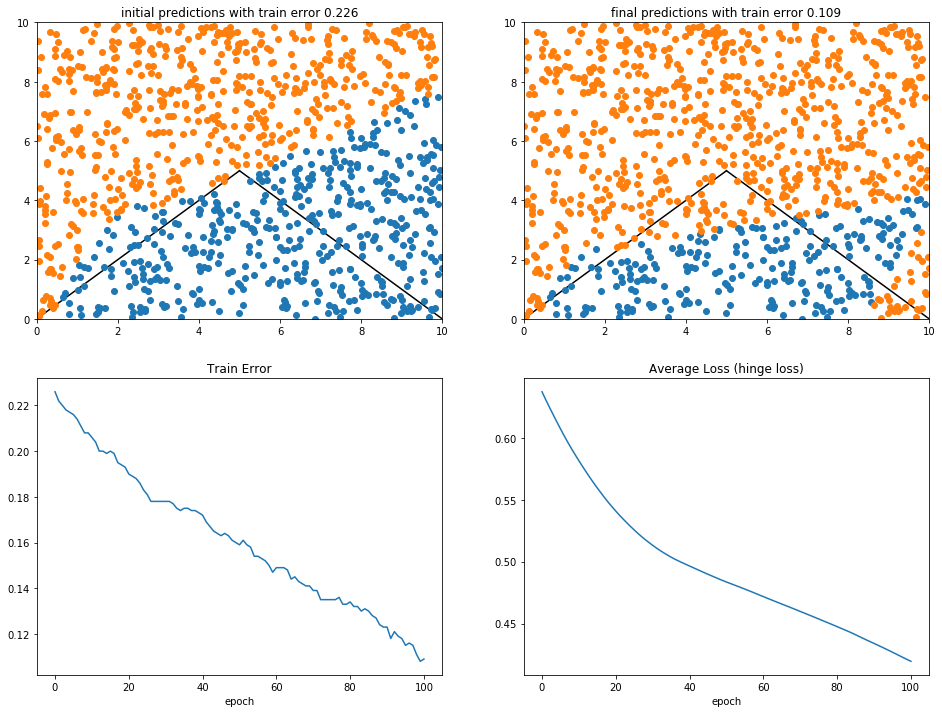 initial predictions with train error 0.226
10
8
6
4
2
0
0 2 4 6 8 10
final predictions with train error 0.109
10
8
6
4
2
0
0 2 4 6 8 10
Train Error
0.22
0.20
0.18
0.16
0.14
0.12
0 20 40 60 80 100
epoch
Average Loss (hinge loss)
0.60
0.55
0.50
0.45
0 20 40 60 80 100
epoch